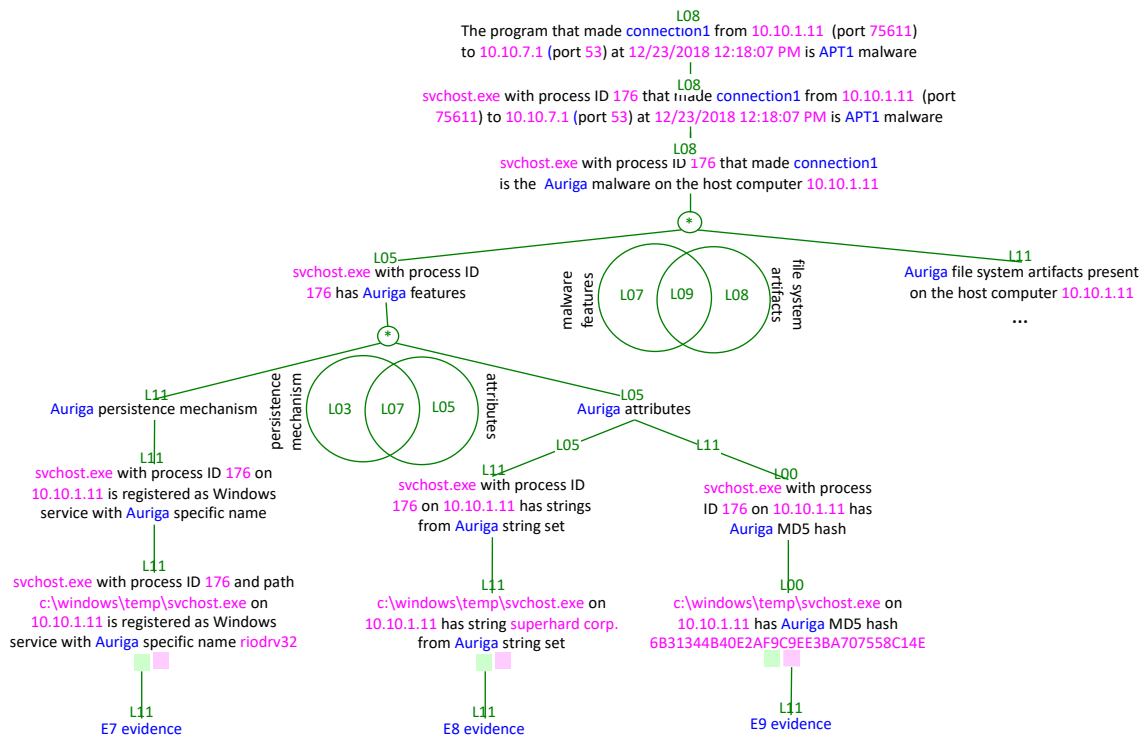 L08
The program that made connection1 from 10.10.1.11 (port 75611)
to 10.10.7.1 (port 53) at 12/23/2018 12:18:07 PM is APT1 malware
L08
svchost.exe with process ID 176 that made connection1 from 10.10.1.11 (port
75611) to 10.10.7.1 (port 53) at 12/23/2018 12:18:07 PM is APT1 malware
L08
svchost.exe with process ID 176 that made connection1
is the Auriga malware on the host computer 10.10.1.11
*
L05
svchost.exe with process ID
176 has Auriga features
malware
features
L07
L09
L08
file system
artifacts
L11
Auriga file system artifacts present
on the host computer 10.10.1.11
...
*
L11
Auriga persistence mechanism
persistence
mechanism
L03
L07
L05
attributes
L05
Auriga attributes
L05
L11
L11
svchost.exe with process ID 176 on
10.10.1.11 is registered as Windows
service with Auriga specific name
L11
svchost.exe with process ID
176 on 10.10.1.11 has strings
from Auriga string set
L00
svchost.exe with process
ID 176 on 10.10.1.11 has
Auriga MD5 hash
L11
svchost.exe with process ID 176 and path
c:\windows\temp\svchost.exe on
10.10.1.11 is registered as Windows
service with Auriga specific name riodrv32
L11
c:\windows\temp\svchost.exe on
10.10.1.11 has string superhard corp.
from Auriga string set
L00
c:\windows\temp\svchost.exe on
10.10.1.11 has Auriga MD5 hash
6B31344B40E2AF9C9EE3BA707558C14E
L11
E7 evidence
L11
E8 evidence
L11
E9 evidence